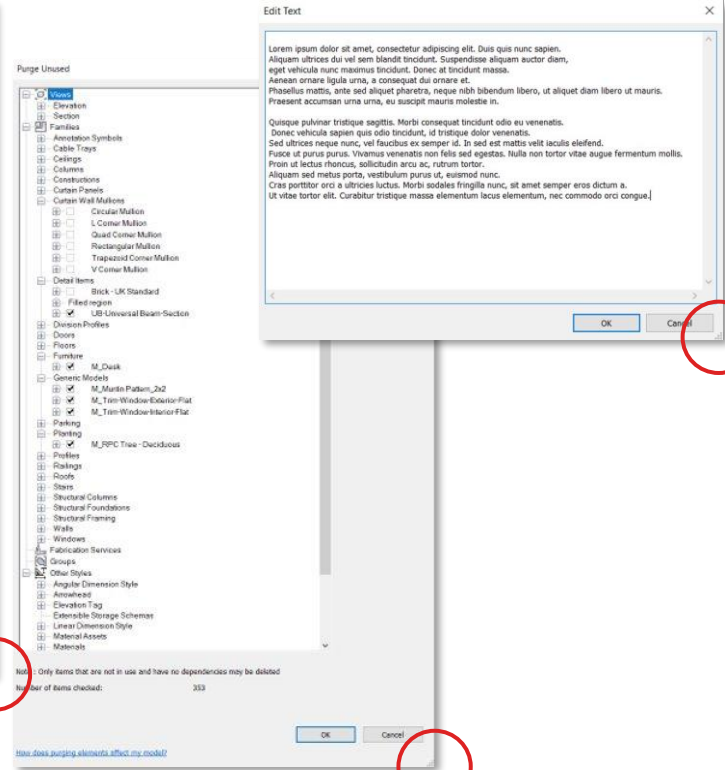 Edit Text
Lorem ipsum dolor sit amet, consectetur adipiscing elit. Duis quis nunc sapien.
Aliquam ultrices dui vel sem blandit tincidunt. Suspendisse aliquam auctor diam,
eget vehicula nunc maximus tincidunt. Donec at tincidunt massa.
Aenean ornare ligula urna, a consequat dui ornare et.
Phasellus mattis, ante sed aliquet pharetra, neque nibh bibendum libero, ut aliquet diam libero ut mauris.
Praesent accumsan urna urna, eu suscipit mauris molestie in.
Quisque pulvinar tristique sagittis. Morbi consequat tincidunt odio eu venenatis.
Donec vehicula sapien quis odio tincidunt, id tristique dolor venenatis.
Sed ultrices neque nunc, vel faucibus ex semper id. In sed est mattis velit iaculis eleifend.
Fusce ut purus purus. Vivamus venenatis non felis sed egestas. Nulla non tortor vitae augue fermentum mollis.
Proin ut lectus rhoncus, sollicitudin arcu ac, rutrum tortor.
Aliquam sed metus porta, vestibulum purus ut, euismod nunc.
Cras porttitor orci a ultricies luctus. Morbi sodales fringilla nunc, sit amet semper eros dictum a.
Ut vitae tortor elit. Curabitur tristique massa elementum lacus elementum, nec commodo orci congue.
OK
Cancel
Purge Unused
Views
Elevation
Section
Families
Annotation Symbols
Cable Trays
Ceilings
Columns
Constructions
Curtain Panels
Curtain Wall Mullions
Circular Mullion
L Corner Mullion
Quad Corner Mullion
Rectangular Mullion
Trapezoid Corner Mullion
V Corner Mullion
Detail Items
Brick - UK Standard
Filled region
UB-Universal Beam-Section
Division Profiles
Doors
Floors
Furniture
M_Desk
Generic Models
M_Muntin Pattern_2x2
M_Trim-Window-Exterior-Flat
M_Trim-Window-Interior-Flat
Parking
Planting
M_RPC Tree - Deciduous
Profiles
Railings
Roofs
Stairs
Structural Columns
Structural Foundations
Structural Framing
Walls
Windows
Fabrication Services
Groups
Other Styles
Angular Dimension Style
Arrowhead
Elevation Tag
Extensible Storage Schemas
Linear Dimension Style
Material Assets
Materials
Note: Only items that are not in use and have no dependencies may be deleted
Number of items checked: 353
OK
Cancel
How does purging elements affect my model?